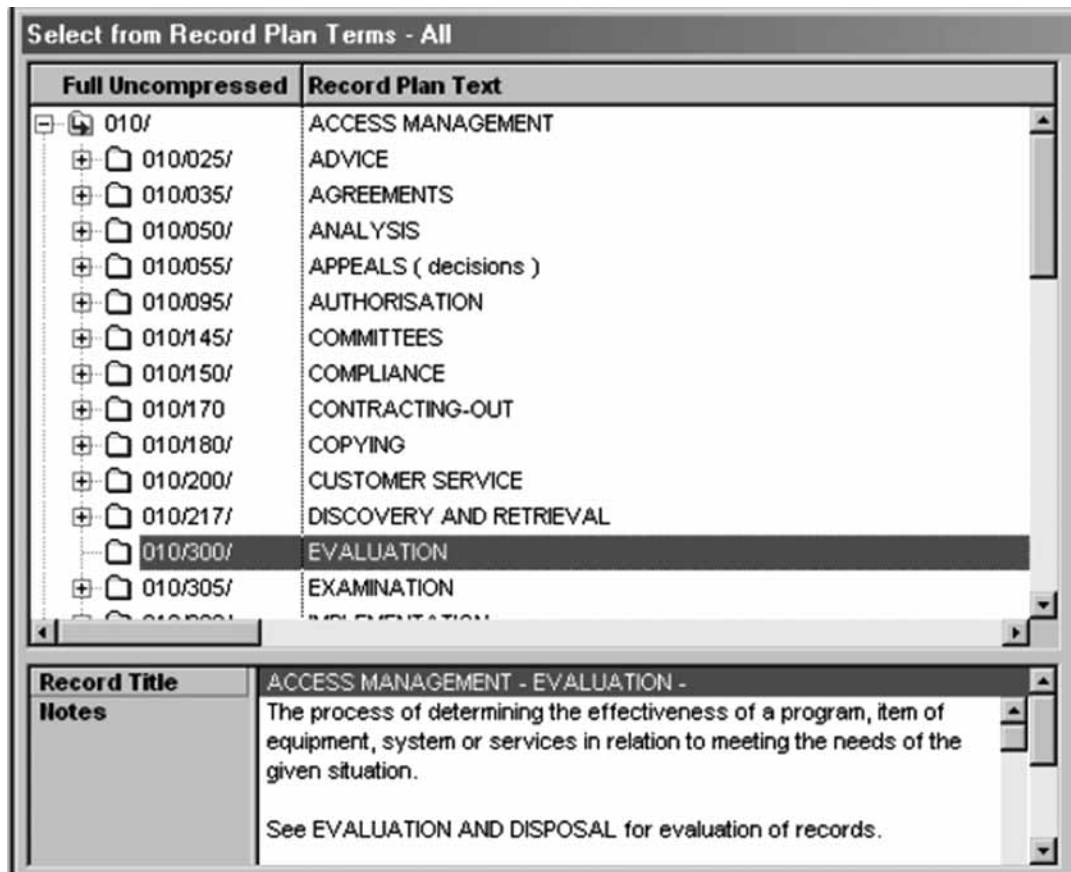 Select from Record Plan Terms - All
Full Uncompressed Record Plan Text
010/ ACCESS MANAGEMENT
010/025/ ADVICE
010/035/ AGREEMENTS
010/050/ ANALYSIS
010/055/ APPEALS ( decisions )
010/095/ AUTHORISATION
010/145/ COMMITTEES
010/150/ COMPLIANCE
010/170 CONTRACTING-OUT
010/180/ COPYING
010/200/ CUSTOMER SERVICE
010/217/ DISCOVERY AND RETRIEVAL
010/300/ EVALUATION
010/305/ EXAMINATION
IMPLEMENTATION
Record Title ACCESS MANAGEMENT - EVALUATION -
Notes The process of determining the effectiveness of a program, item of
equipment, system or services in relation to meeting the needs of the
given situation.
See EVALUATION AND DISPOSAL for evaluation of records.